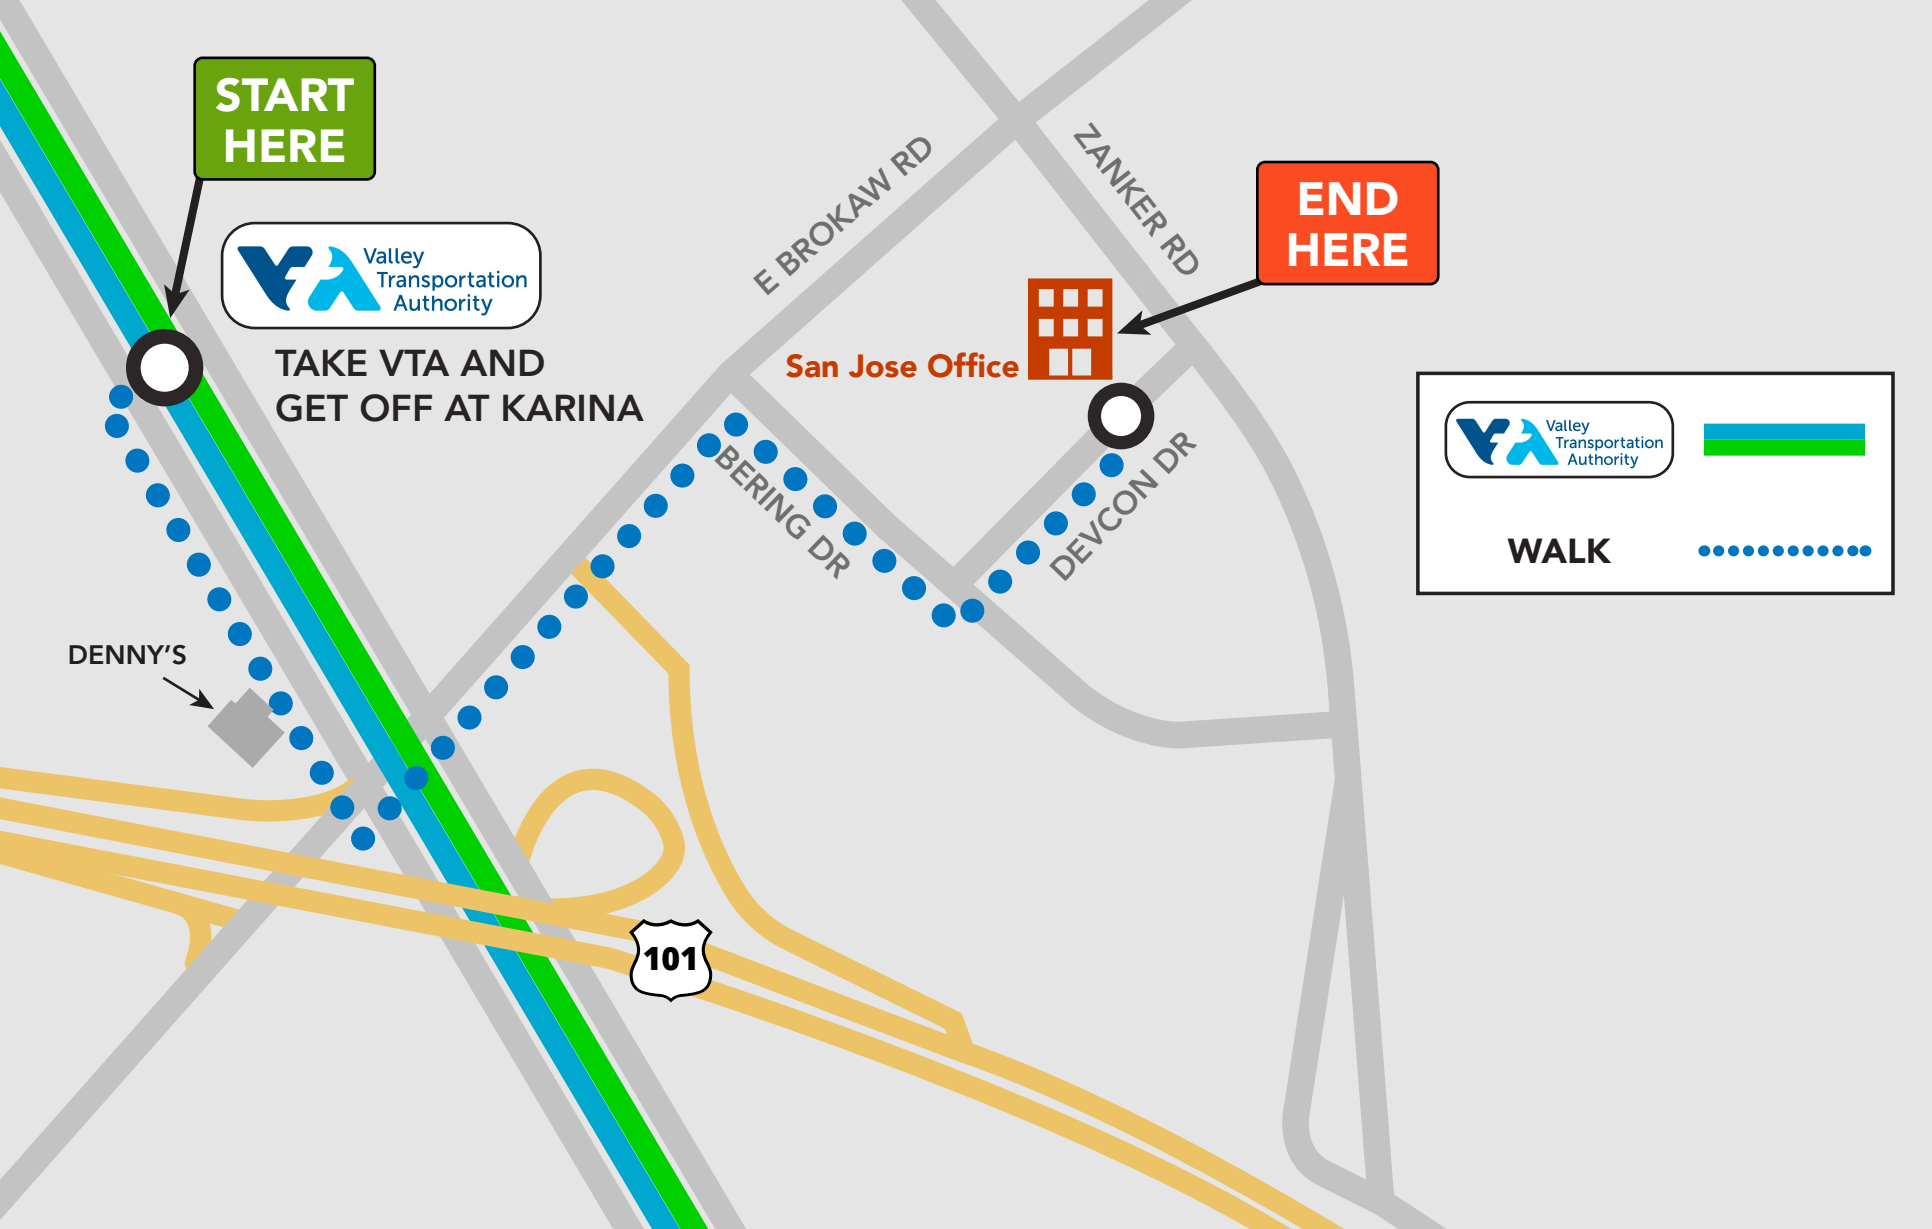 START
HERE
Valley
Transportation
Authority
TAKE VTA AND
GET OFF AT KARINA
E BROKAW RD
ZANKER RD
END
HERE
San Jose Office
BERING DR
DEVCON DR
Valley
Transportation
Authority
WALK
DENNY'S
101